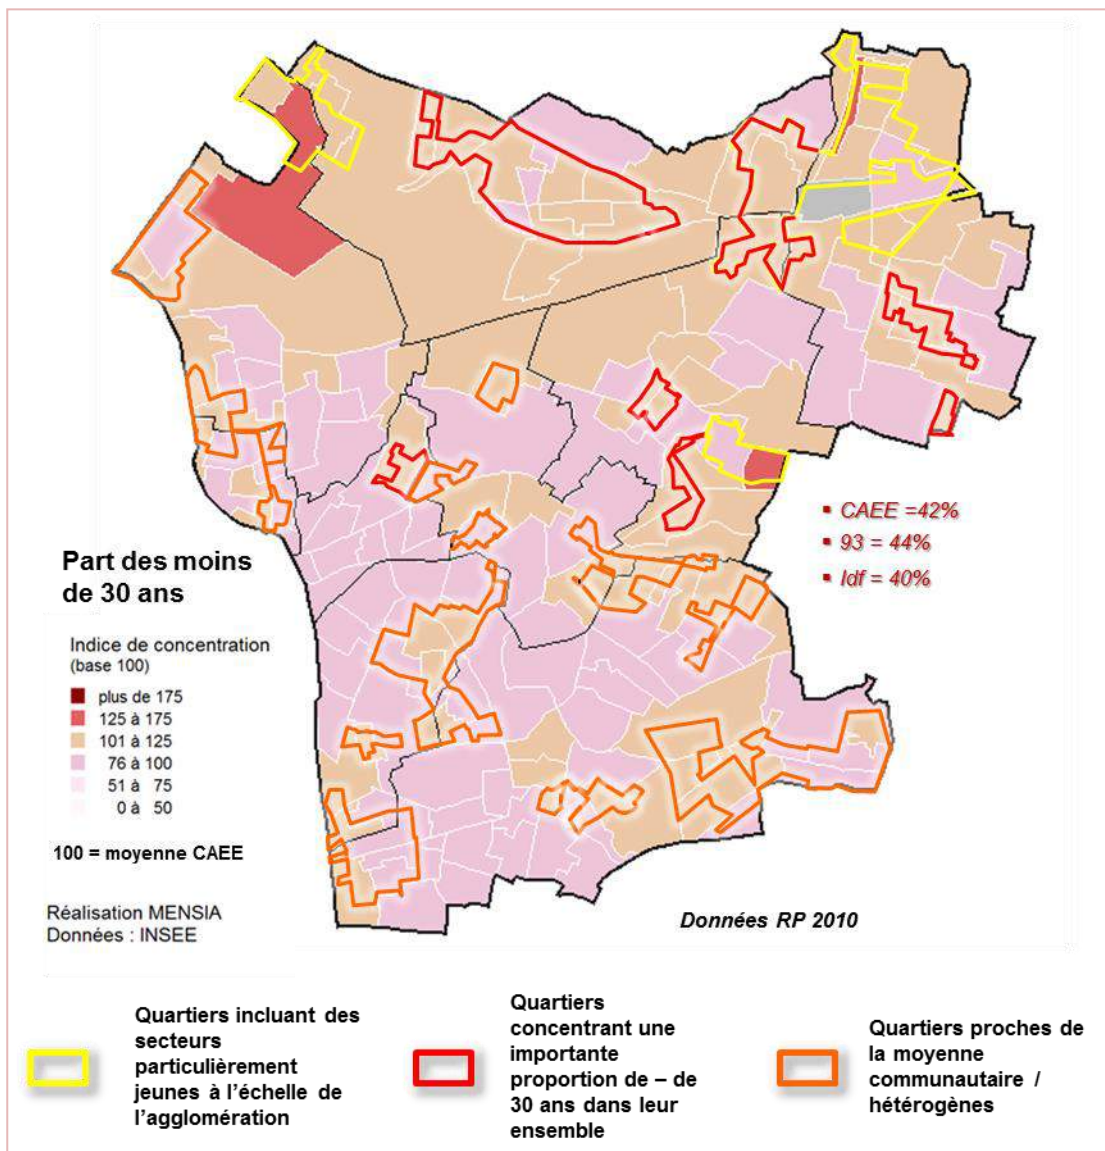 ▪ CAEE =42%
▪ 93 = 44%
▪ Idf = 40%
Part des moins
de 30 ans
Indice de concentration
(base 100)
plus de 175
125 à 175
101 à 125
76 à 100
51 à 75
0 à 50
100 = moyenne CAEE
Réalisation MENSIA
Données : INSEE
Données RP 2010
Quartiers incluant des
secteurs
particulièrement
jeunes à l'échelle de
l'agglomération
Quartiers
concentrant une
importante
proportion de – de
30 ans dans leur
ensemble
Quartiers proches de
la moyenne
communautaire /
hétérogènes